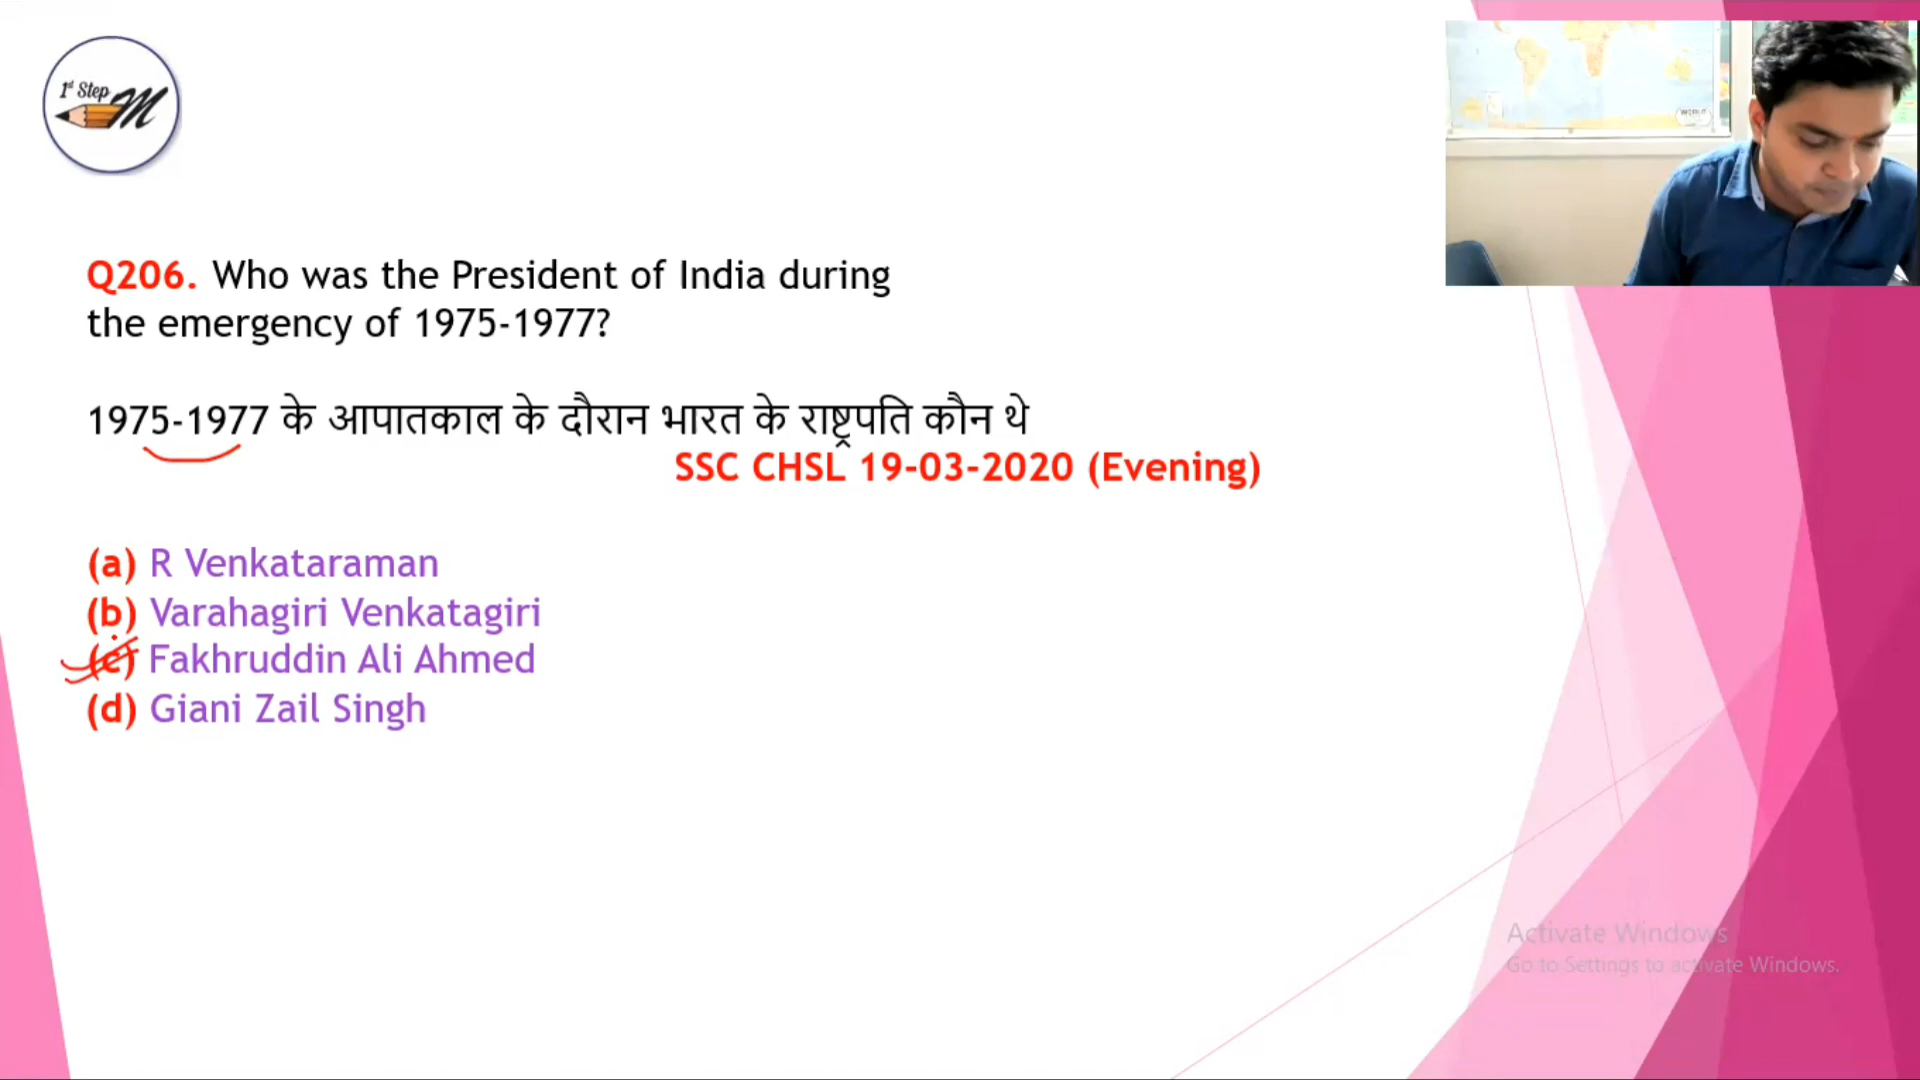 1st Step
M
WORLD
Q206. Who was the President of India during
the emergency of 1975-1977?
1975-1977 के आपातकाल के दौरान भारत के राष्ट्रपति कौन थे
SSC CHSL 19-03-2020 (Evening)
(a) R Venkataraman
(b) Varahagiri Venkatagiri
(c) Fakhruddin Ali Ahmed
(d) Giani Zail Singh
Activate Windows
Go to Settings to activate Windows.